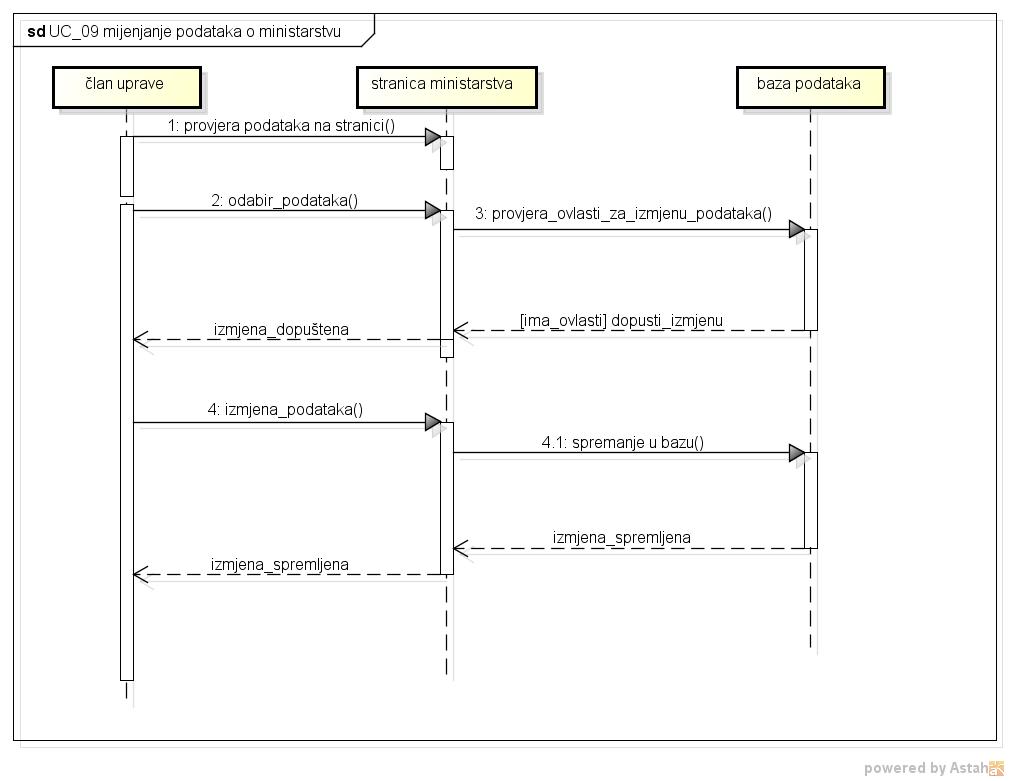 sd UC_09 mijenjanje podataka o ministarstvu
član uprave
stranica ministarstva
baza podataka
1: provjera podataka na stranici()
2: odabir_podataka()
3: provjera_ovlasti_za_izmjenu_podataka()
[ima_ovlasti] dopusti_izmjenu
izmjena_dopuštena
4: izmjena_podataka()
4.1: spremanje u bazu()
izmjena_spremljena
izmjena_spremljena
powered by Astah